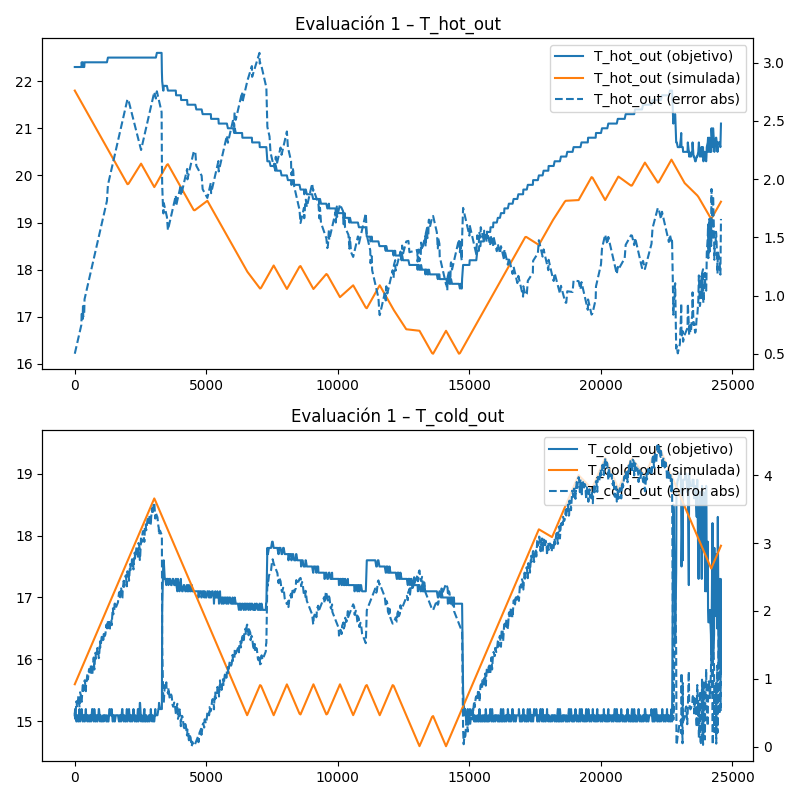 Evaluación 1 – T_hot_out
T_hot_out (objetivo)
T_hot_out (simulada)
T_hot_out (error abs)
22
21
20
19
18
17
16
3.0
2.5
2.0
1.5
1.0
0.5
0 5000 10000 15000 20000 25000
Evaluación 1 – T_cold_out
T_cold_out (objetivo)
T_cold_out (simulada)
T_cold_out (error abs)
19
18
17
16
15
4
3
2
1
0
0 5000 10000 15000 20000 25000